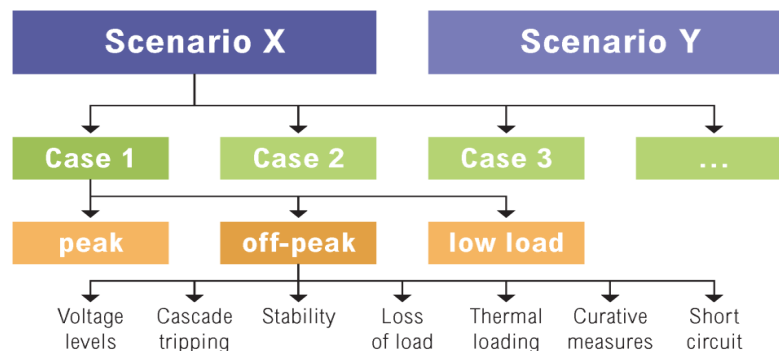 Scenario X
Scenario Y
Case 1
Case 2
Case 3
...
peak
off-peak
low load
Voltage
levels
Cascade
tripping
Stability
Loss
of load
Thermal
loading
Curative
measures
Short
circuit